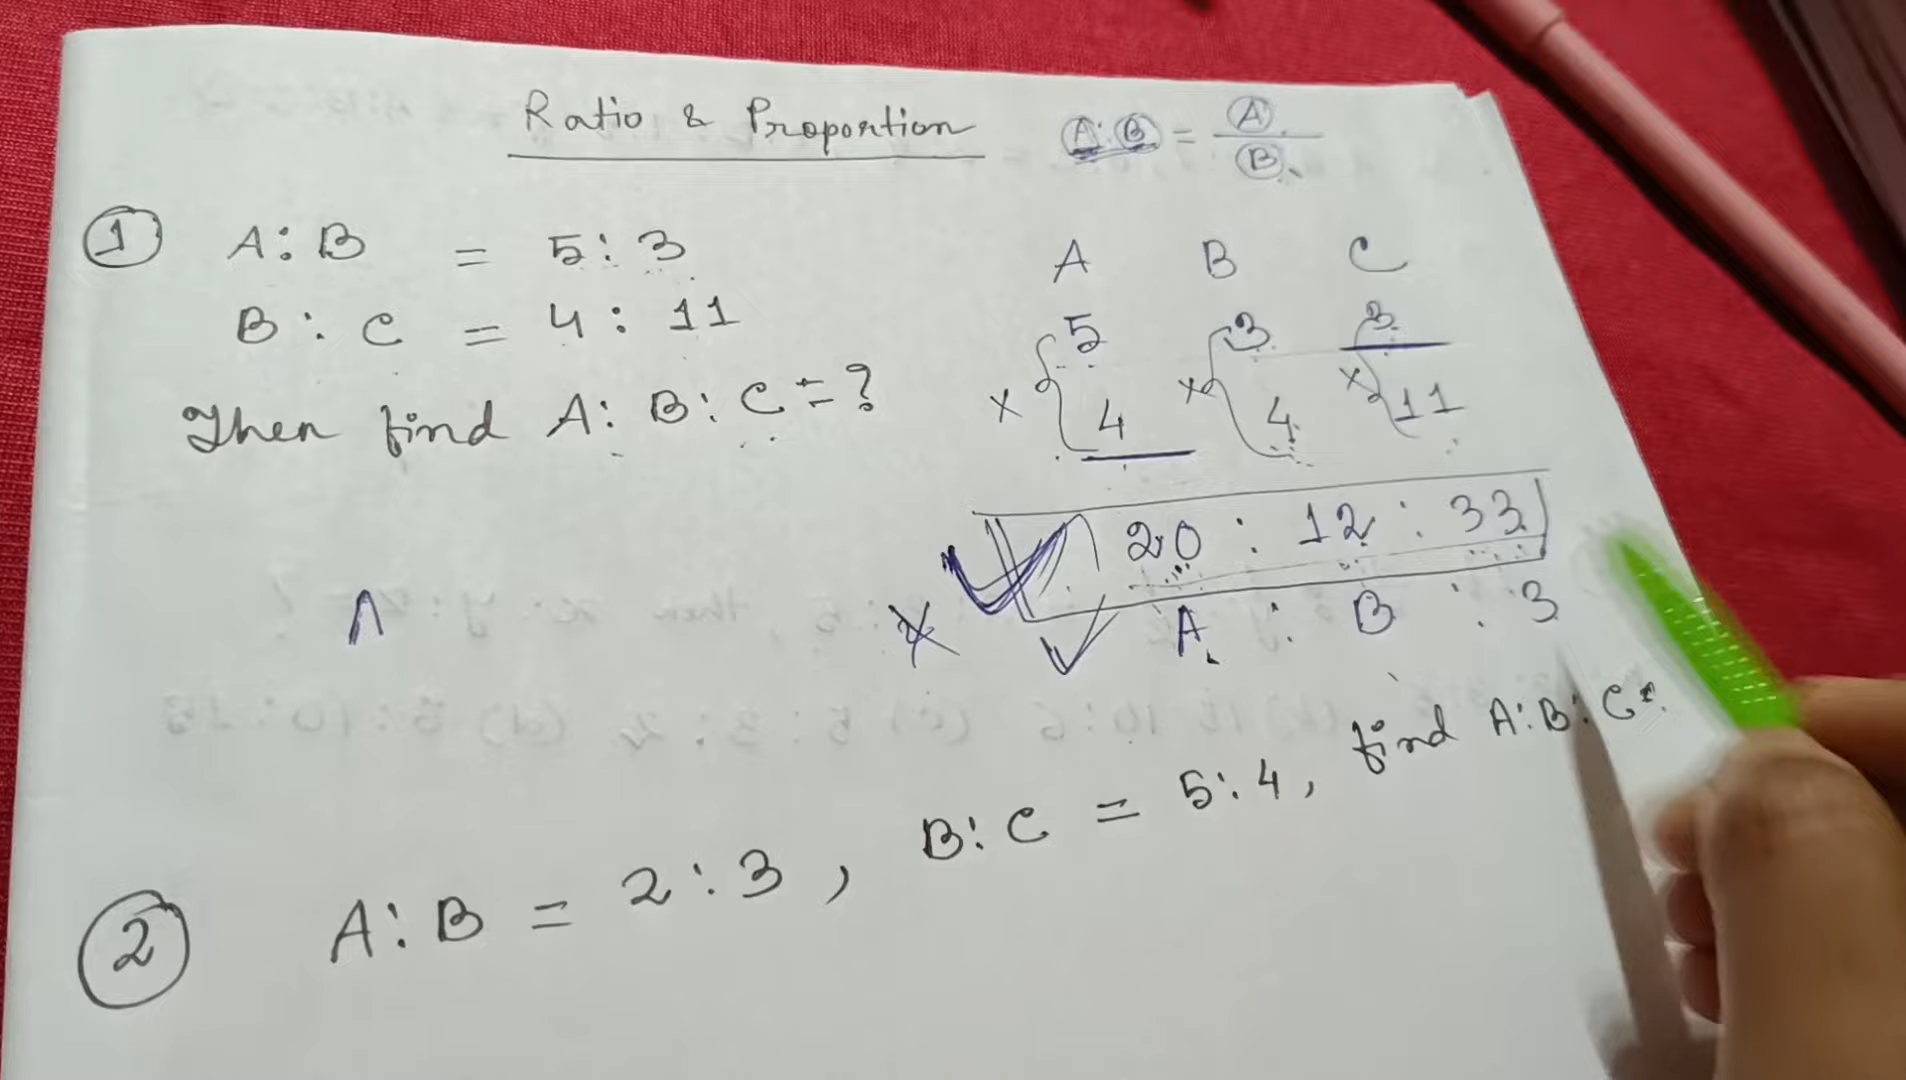 Ratio & Proportion
A:B = A/B
1 A:B = 5:3
B:C = 4:11
Then find A:B:C=?
A B C
5 3 3
× 4 × 4 × 11
20 : 12 : 33
A : B : 3
2 A:B = 2:3, B:C = 5:4, find A:B:C=